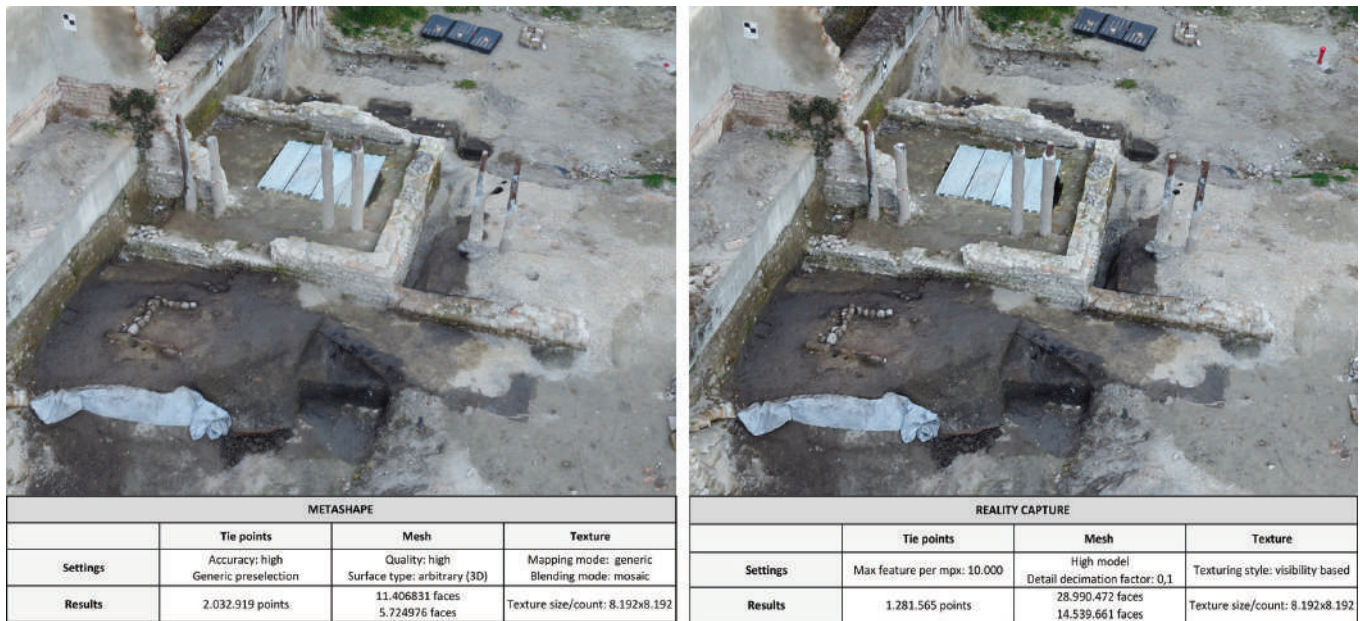 METASHAPE
Tie points Mesh Texture
Settings
Accuracy: high
Generic preselection
Quality: high
Surface type: arbitrary (3D)
Mapping mode: generic
Blending mode: mosaic
Results
2.032.919 points
11.406831 faces
5.724976 faces
Texture size/count: 8.192x8.192
REALITY CAPTURE
Tie points Mesh Texture
Settings
Max feature per mpx: 10.000
High model
Detail decimation factor: 0,1
Texturing style: visibility based
Results
1.281.565 points
28.990.472 faces
14.539.661 faces
Texture size/count: 8.192x8.192